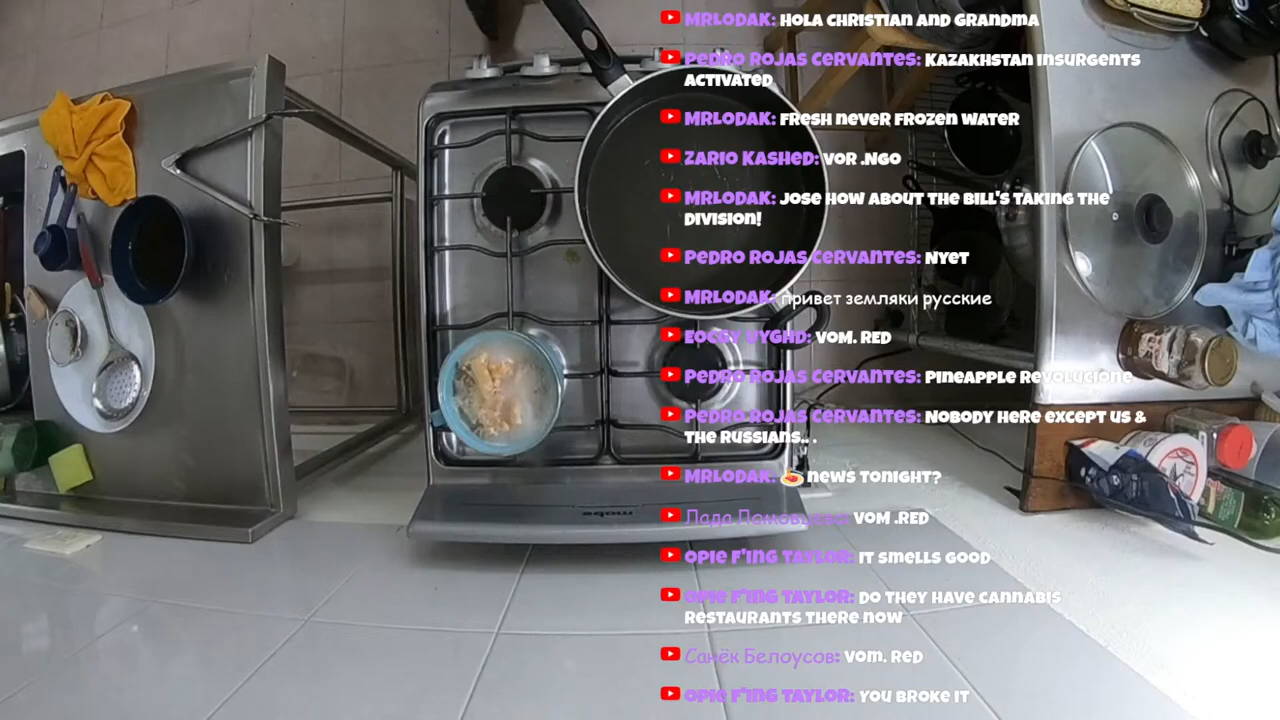 MRLODAK: HOLA CHRISTIAN AND GRANDMA
PEDRO ROJAS CERVANTES: KAZAKHSTAN INSURGENTS
ACTIVATED
MRLODAK: FRESH NEVER FROZEN WATER
ZARIO KASHED: VOR .NGO
MRLODAK: JOSE HOW ABOUT THE BILL'S TAKING THE
DIVISION!
PEDRO ROJAS CERVANTES: NYET
MRLODAK: привет земляки русские
VOM. RED
PEDRO ROJAS CERVANTES: PINEAPPLE REVOLUCIONE
PEDRO ROJAS CERVANTES: NOBODY HERE EXCEPT US &
THE RUSSIANS.. .
MRLODAK: 🍝 NEWS TONIGHT?
Лада VOM .RED
OPIE F'ING TAYLOR: IT SMELLS GOOD
OPIE F'ING TAYLOR: DO THEY HAVE CANNABIS
RESTAURANTS THERE NOW
Санёк Белоусов: VOM. RED
OPIE F'ING TAYLOR: YOU BROKE IT
mabe